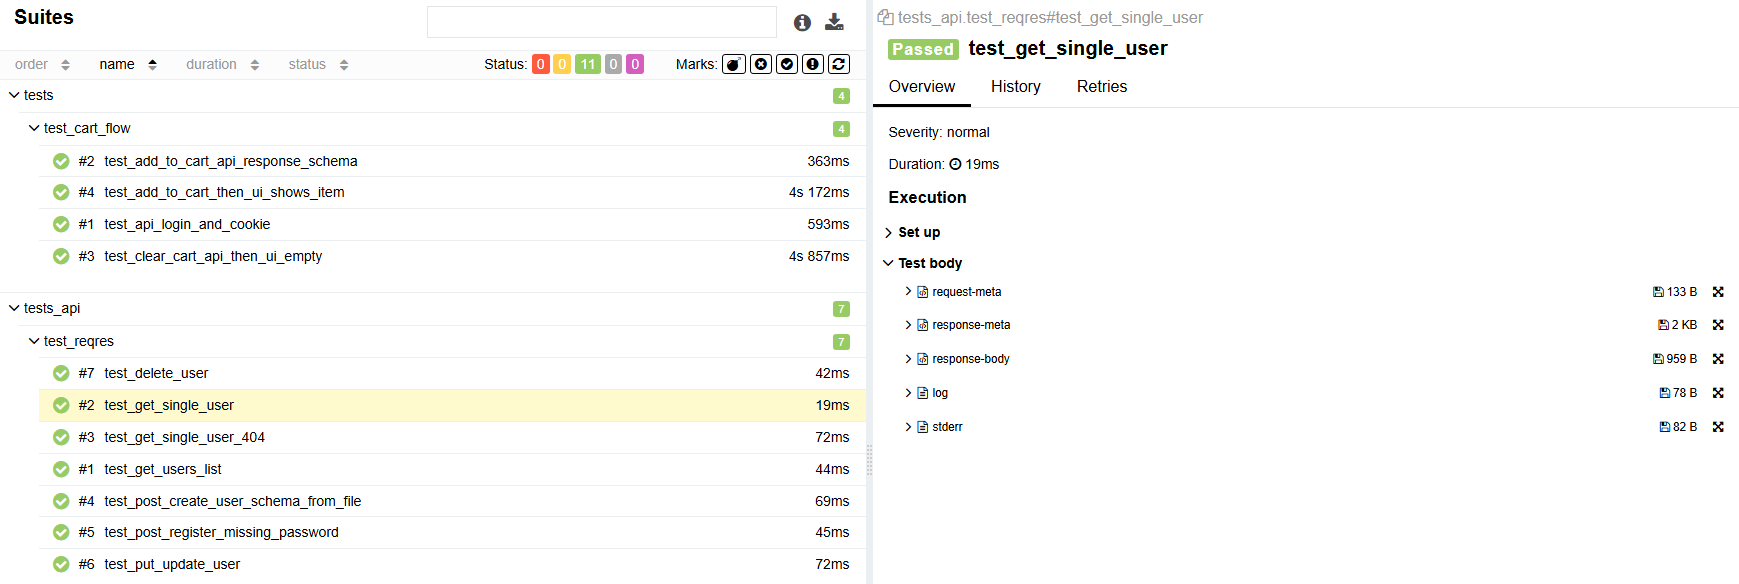 Suites
order name duration status Status: 0 0 11 0 0 Marks:
tests 4
test_cart_flow 4
#2 test_add_to_cart_api_response_schema 363ms
#4 test_add_to_cart_then_ui_shows_item 4s 172ms
#1 test_api_login_and_cookie 593ms
#3 test_clear_cart_api_then_ui_empty 4s 857ms
tests_api 7
test_reqres 7
#7 test_delete_user 42ms
#2 test_get_single_user 19ms
#3 test_get_single_user_404 72ms
#1 test_get_users_list 44ms
#4 test_post_create_user_schema_from_file 69ms
#5 test_post_register_missing_password 45ms
#6 test_put_update_user 72ms
tests_api.test_reqres#test_get_single_user
Passed test_get_single_user
Overview History Retries
Severity: normal
Duration: 19ms
Execution
Set up
Test body
request-meta 133 B
response-meta 2 KB
response-body 959 B
log 78 B
stderr 82 B